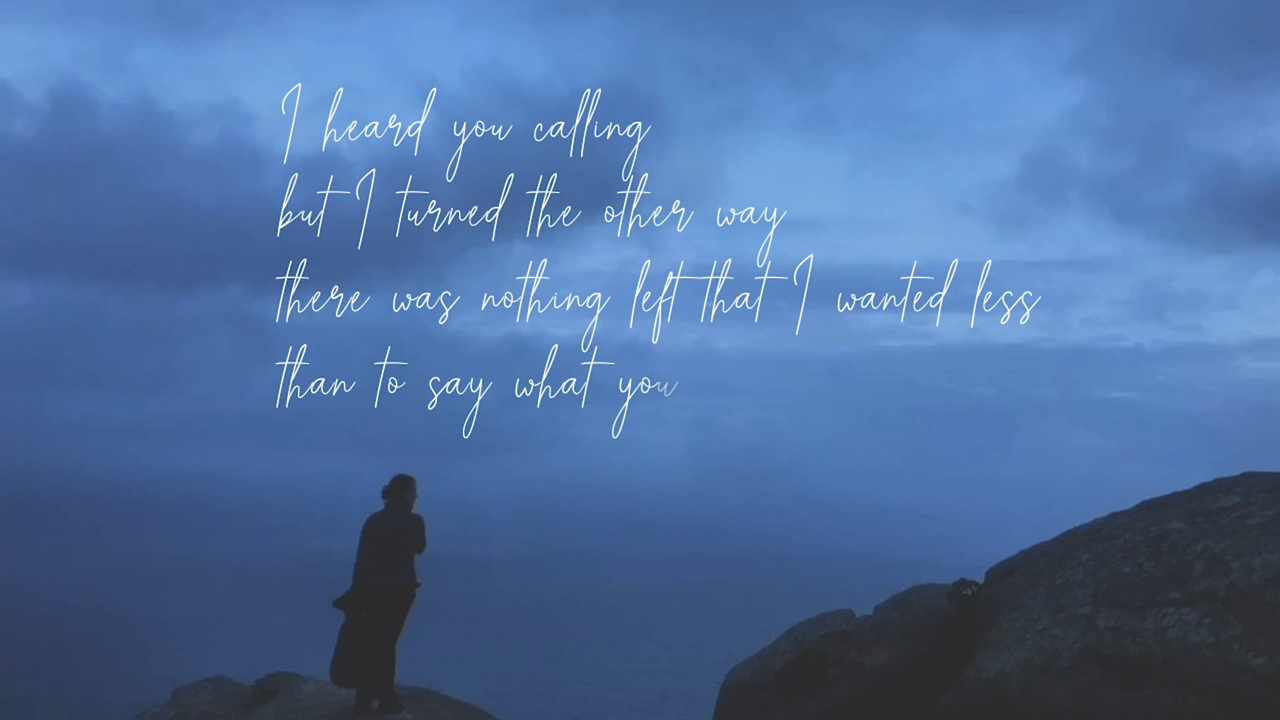 I heard you calling
but I turned the other way
there was nothing left that I wanted less
than to say what you